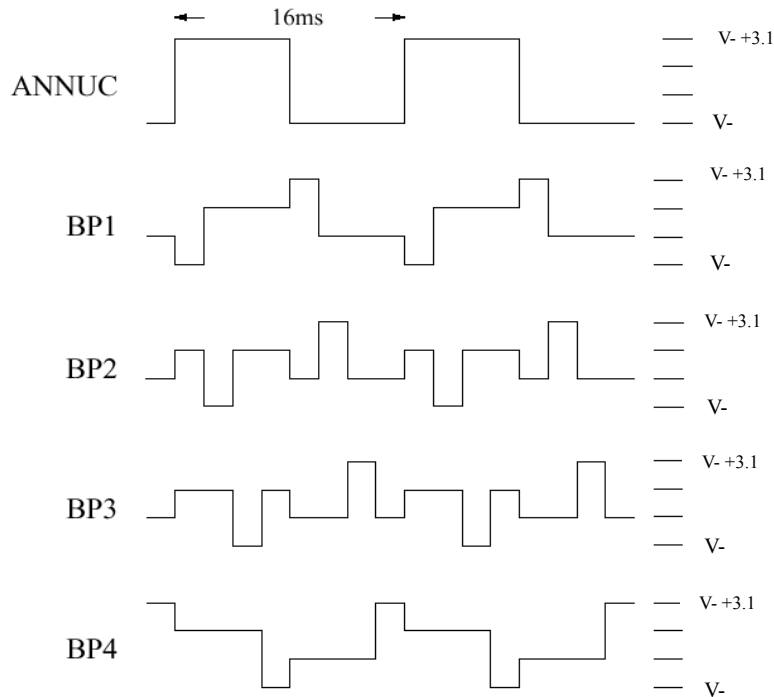 16ms
V- +3.1
ANNUC
V-
V- +3.1
BP1
V-
V- +3.1
BP2
V-
V- +3.1
BP3
V-
V- +3.1
BP4
V-